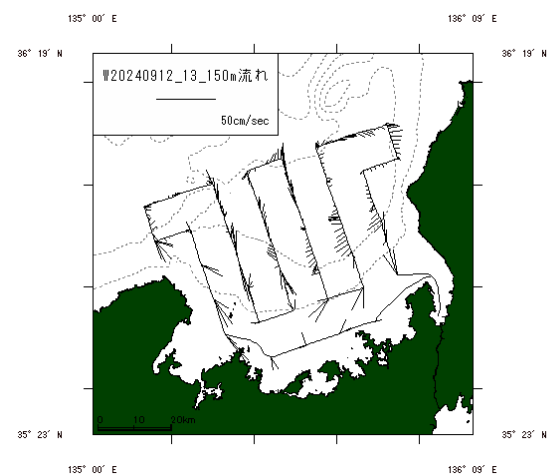 135° 00′ E
136° 09′ E
36° 19′ N
36° 19′ N
W20240912_13_150m流れ
50cm/sec
0 10 20km
35° 23′ N
35° 23′ N
135° 00′ E
136° 09′ E